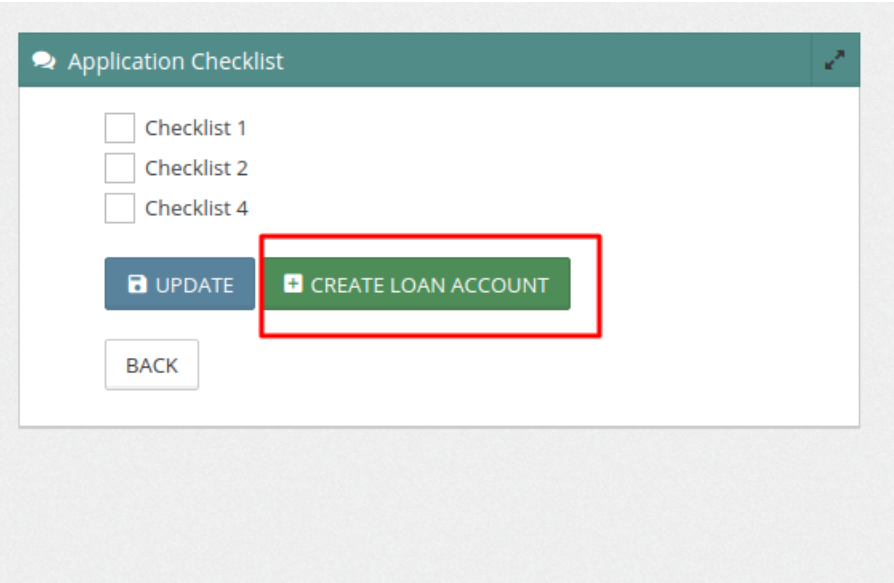 Application Checklist
Checklist 1
Checklist 2
Checklist 4
UPDATE CREATE LOAN ACCOUNT
BACK